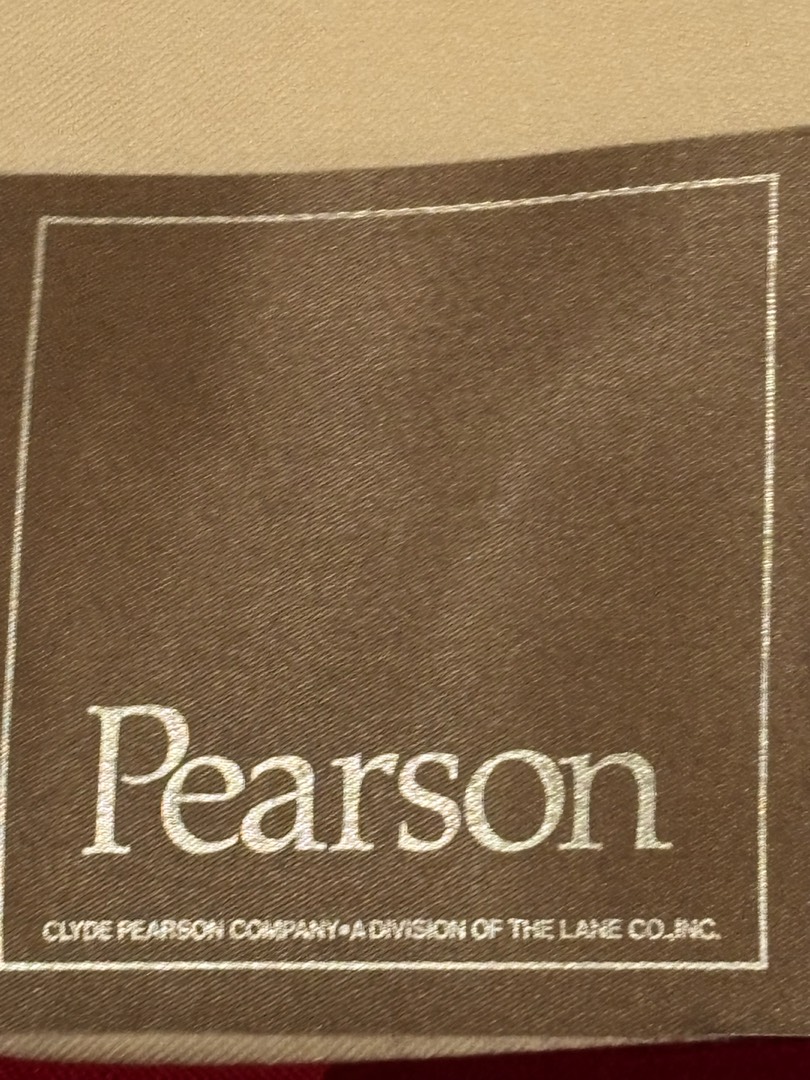 Pearson
CLYDE PEARSON COMPANY•A DIVISION OF THE LANE CO.,INC.